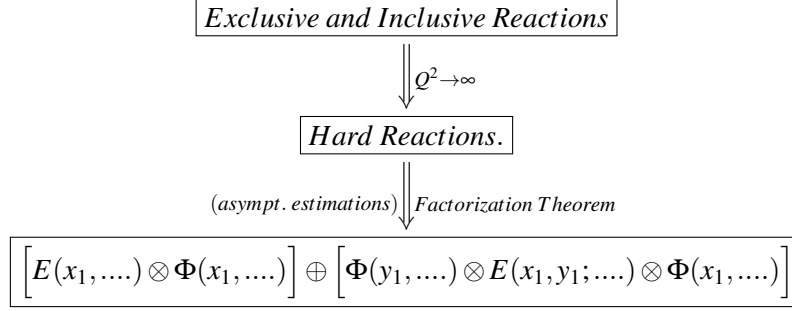 Exclusive and Inclusive Reactions
Q²→∞
Hard Reactions.
(asympt. estimations) Factorization Theorem
[E(x₁,....)⊗Φ(x₁,....)]⊕[Φ(y₁,....)⊗E(x₁,y₁;....)⊗Φ(x₁,....)]